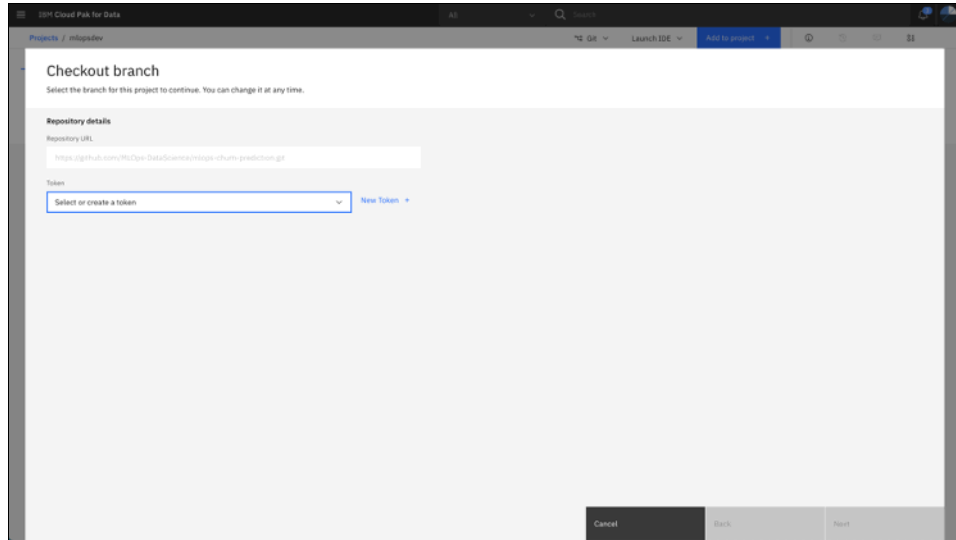 IBM Cloud Pak for Data
All
Search
Projects / mlopsdev
Git
Launch IDE
Add to project +
Checkout branch
Select the branch for this project to continue. You can change it at any time.
Repository details
Repository URL
https://github.com/MLOps-DataScience/mlops-churn-prediction.git
Token
Select or create a token
New Token +
Cancel
Back
Next